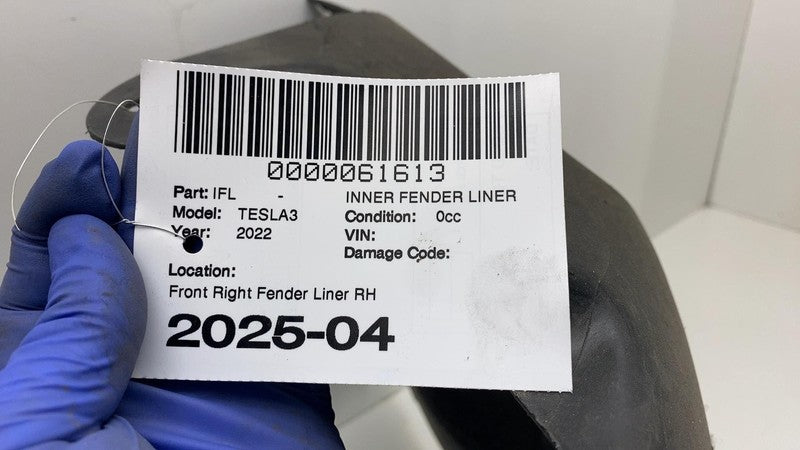 0000061613
Part: IFL - INNER FENDER LINER
Model: TESLA3 Condition: 0cc
Year: 2022 VIN:
Damage Code:
Location:
Front Right Fender Liner RH
2025-04